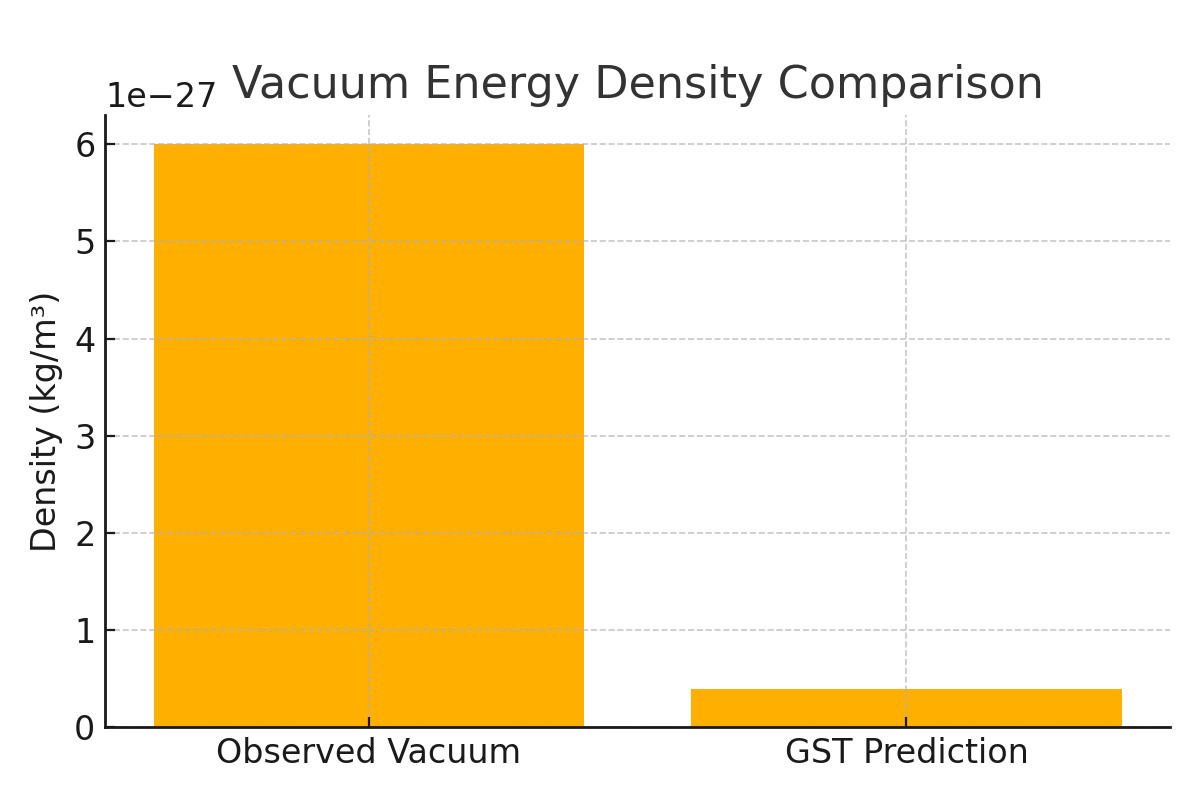 Vacuum Energy Density Comparison
1e−27
6
5
4
3
2
1
0
Density (kg/m³)
Observed Vacuum
GST Prediction